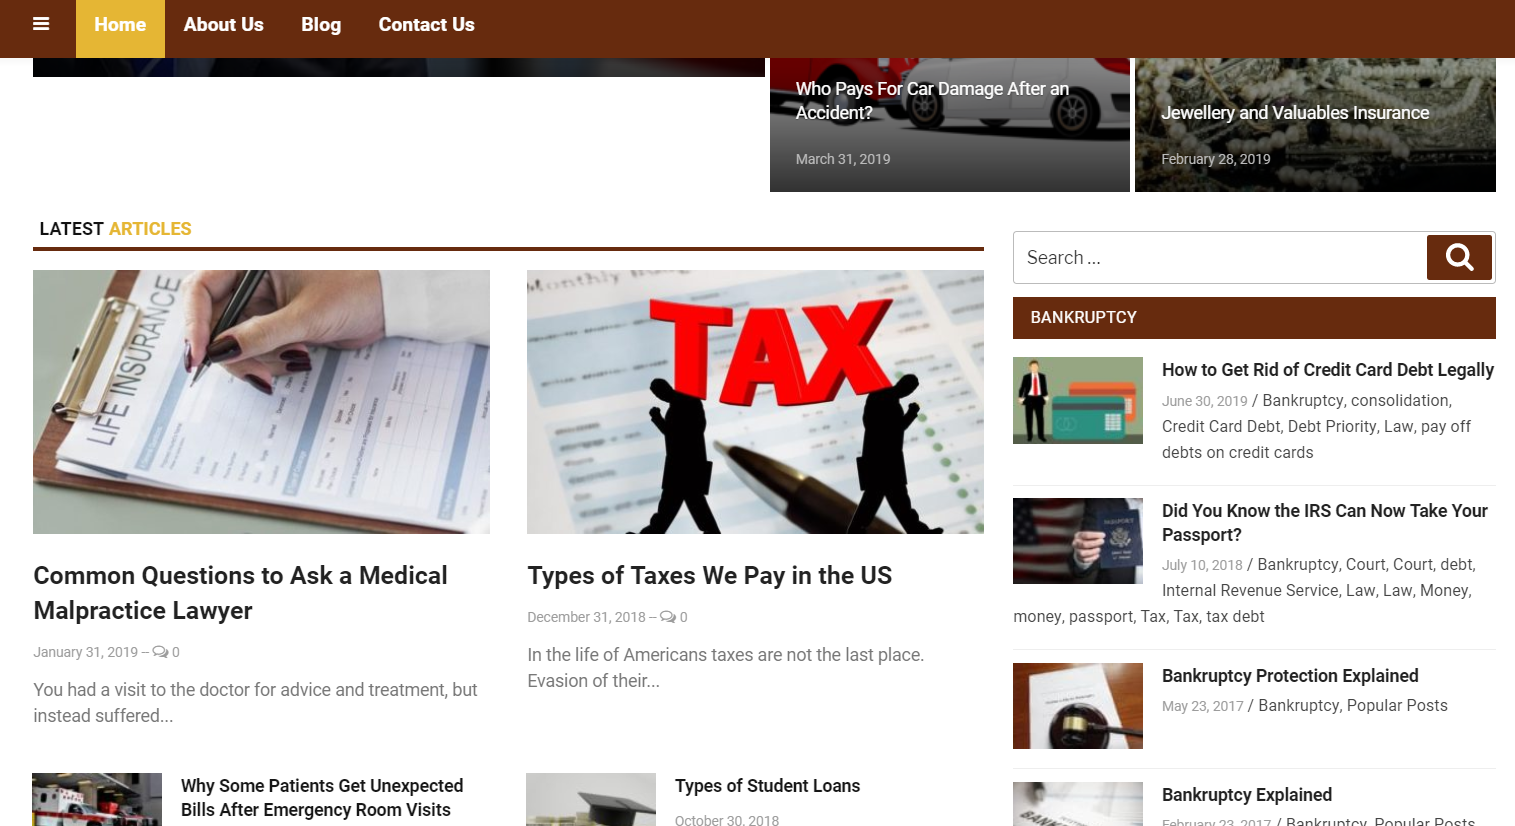 Home About Us Blog Contact Us
Who Pays For Car Damage After an
Accident?
March 31, 2019
Jewellery and Valuables Insurance
February 28, 2019
LATEST ARTICLES
LIFE INSURANCE
Common Questions to Ask a Medical
Malpractice Lawyer
January 31, 2019 – 0
You had a visit to the doctor for advice and treatment, but
instead suffered...
Monthly
TAX
Types of Taxes We Pay in the US
December 31, 2018 – 0
In the life of Americans taxes are not the last place.
Evasion of their...
Why Some Patients Get Unexpected
Bills After Emergency Room Visits
Types of Student Loans
October 30, 2018
Search ...
BANKRUPTCY
How to Get Rid of Credit Card Debt Legally
June 30, 2019 / Bankruptcy, consolidation,
Credit Card Debt, Debt Priority, Law, pay off
debts on credit cards
PASSPORT
Did You Know the IRS Can Now Take Your
Passport?
July 10, 2018 / Bankruptcy, Court, Court, debt,
Internal Revenue Service, Law, Law, Money,
money, passport, Tax, Tax, tax debt
Bankruptcy Protection Explained
May 23, 2017 / Bankruptcy, Popular Posts
Bankruptcy Explained
February 23, 2017 / Bankruptcy, Popular Posts